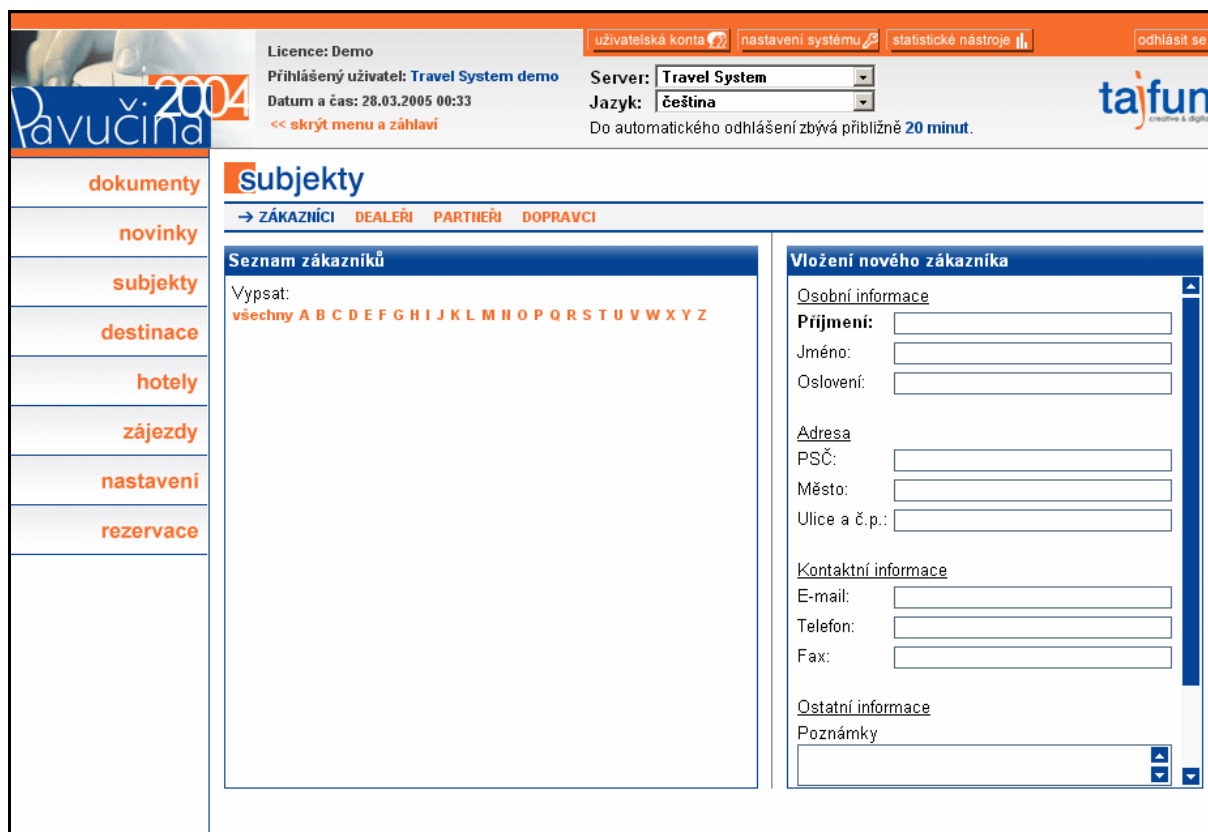 Pavučina 2004
Licence: Demo
Přihlášený uživatel: Travel System demo
Datum a čas: 28.03.2005 00:33
<< skrýt menu a záhlaví
uživatelská konta
nastavení systému
statistické nástroje
odhlásit se
Server: Travel System
Jazyk: čeština
Do automatického odhlášení zbývá přibližně 20 minut.
tajfun
creative & digita
dokumenty
novinky
subjekty
destinace
hotely
zájezdy
nastavení
rezervace
subjekty
→ ZÁKAZNÍCI DEALEŘI PARTNEŘI DOPRAVCI
Seznam zákazníků
Vypsat:
všechny A B C D E F G H I J K L M N O P Q R S T U V W X Y Z
Vložení nového zákazníka
Osobní informace
Příjmení:
Jméno:
Oslovení:
Adresa
PSČ:
Město:
Ulice a č.p.:
Kontaktní informace
E-mail:
Telefon:
Fax:
Ostatní informace
Poznámky